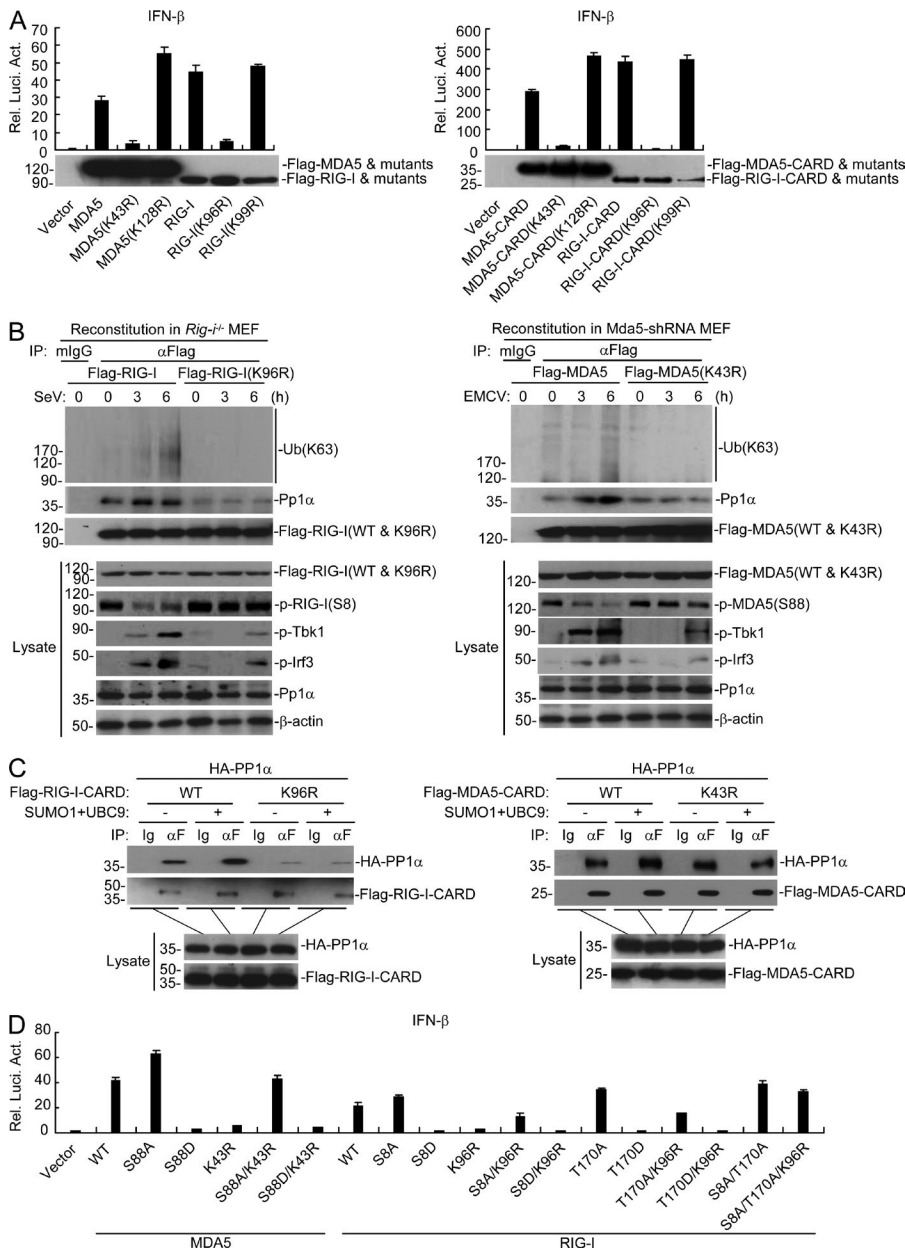 A
IFN-β
Rel. Luci. Act.
70
60
50
40
30
20
10
0
120-
90-
-Flag-MDA5 & mutants
-Flag-RIG-I & mutants
Vector
MDA5
MDA5(K43R)
MDA5(K128R)
RIG-I
RIG-I(K96R)
RIG-I(K99R)
IFN-β
Rel. Luci. Act.
600
500
400
300
200
100
0
35-
25-
-Flag-MDA5-CARD & mutants
-Flag-RIG-I-CARD & mutants
Vector
MDA5-CARD
MDA5-CARD(K43R)
MDA5-CARD(K128R)
RIG-I-CARD
RIG-I-CARD(K96R)
RIG-I-CARD(K99R)
B
Reconstitution in Rig-i-/- MEF
IP: mIgG αFlag
Flag-RIG-I Flag-RIG-I(K96R)
SeV: 0 0 3 6 0 3 6 (h)
170-
120-
90-
-Ub(K63)
35-
-Pp1α
120-
90-
-Flag-RIG-I(WT & K96R)
Lysate
120-
90-
-Flag-RIG-I(WT & K96R)
120-
90-
-p-RIG-I(S8)
90-
-p-Tbk1
50-
-p-Irf3
35-
-Pp1α
50-
-β-actin
Reconstitution in Mda5-shRNA MEF
IP: mIgG αFlag
Flag-MDA5 Flag-MDA5(K43R)
EMCV: 0 0 3 6 0 3 6 (h)
170-
120-
-Ub(K63)
35-
-Pp1α
120-
-Flag-MDA5(WT & K43R)
Lysate
120-
-Flag-MDA5(WT & K43R)
120-
-p-MDA5(S88)
90-
-p-Tbk1
50-
-p-Irf3
35-
-Pp1α
50-
-β-actin
C
HA-PP1α
Flag-RIG-I-CARD: WT K96R
SUMO1+UBC9: - + - +
IP: Ig αF Ig αF Ig αF Ig αF
35-
-HA-PP1α
50-
35-
-Flag-RIG-I-CARD
Lysate
35-
-HA-PP1α
50-
35-
-Flag-RIG-I-CARD
HA-PP1α
Flag-MDA5-CARD: WT K43R
SUMO1+UBC9: - + - +
IP: Ig αF Ig αF Ig αF Ig αF
35-
-HA-PP1α
25-
-Flag-MDA5-CARD
Lysate
35-
-HA-PP1α
25-
-Flag-MDA5-CARD
D
IFN-β
Rel. Luci. Act.
80
60
40
20
0
Vector
WT
S88A
S88D
K43R
S88A/K43R
S88D/K43R
WT
S8A
S8D
K96R
S8A/K96R
S8D/K96R
T170A
T170D
T170A/K96R
T170D/K96R
S8A/T170A
S8A/T170A/K96R
MDA5
RIG-I